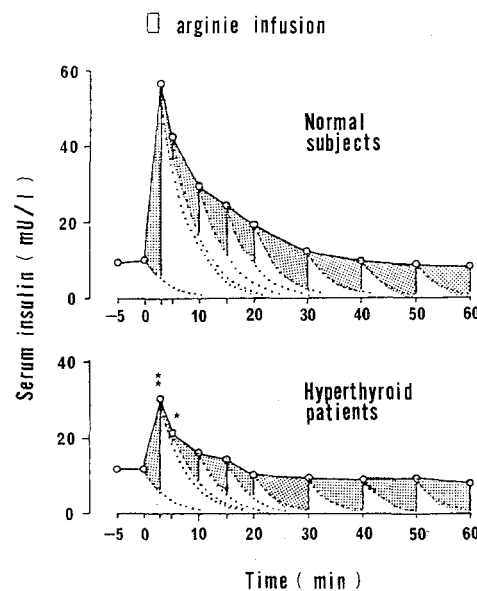 arginie infusion
Serum insulin ( mU/l )
60
40
20
0
Normal
subjects
-5 0 10 20 30 40 50 60
40
20
0
**
*
Hyperthyroid
patients
-5 0 10 20 30 40 50 60
Time ( min )